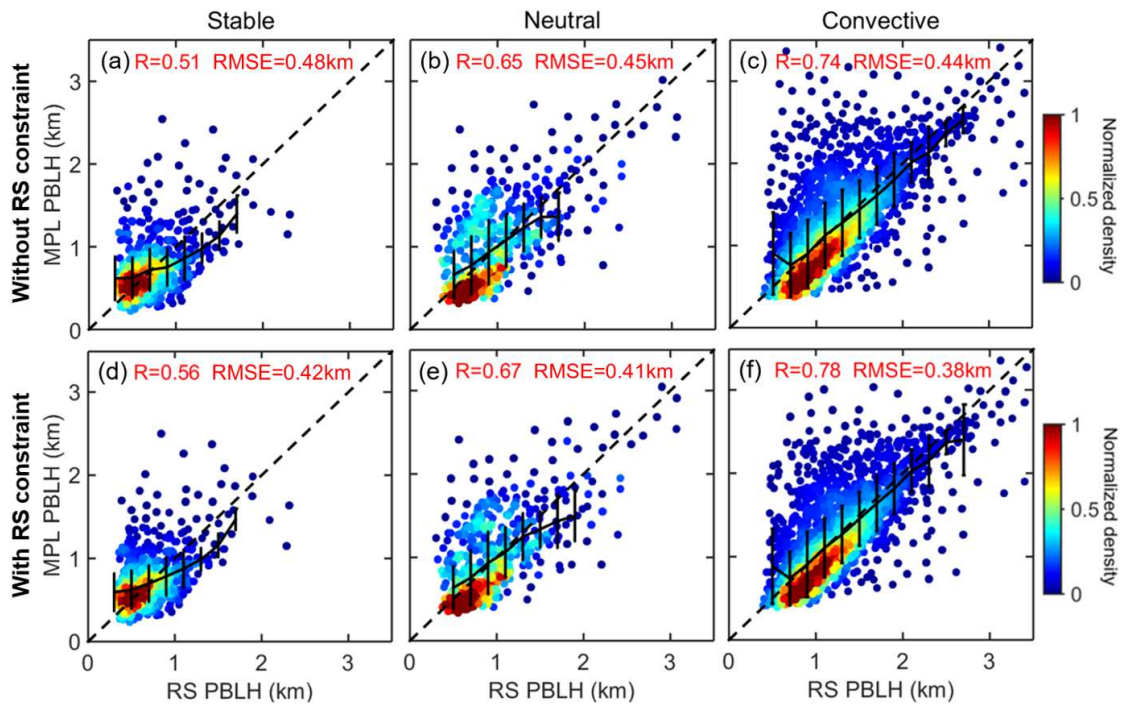 Stable Neutral Convective
Without RS constraint
MPL PBLH (km)
3
2
1
0
(a) R=0.51 RMSE=0.48km
(b) R=0.65 RMSE=0.45km
(c) R=0.74 RMSE=0.44km
1
0.5
0
Normalized density
With RS constraint
MPL PBLH (km)
3
2
1
0
(d) R=0.56 RMSE=0.42km
(e) R=0.67 RMSE=0.41km
(f) R=0.78 RMSE=0.38km
1
0.5
0
Normalized density
0 1 2 3 0 1 2 3 0 1 2 3
RS PBLH (km) RS PBLH (km) RS PBLH (km)